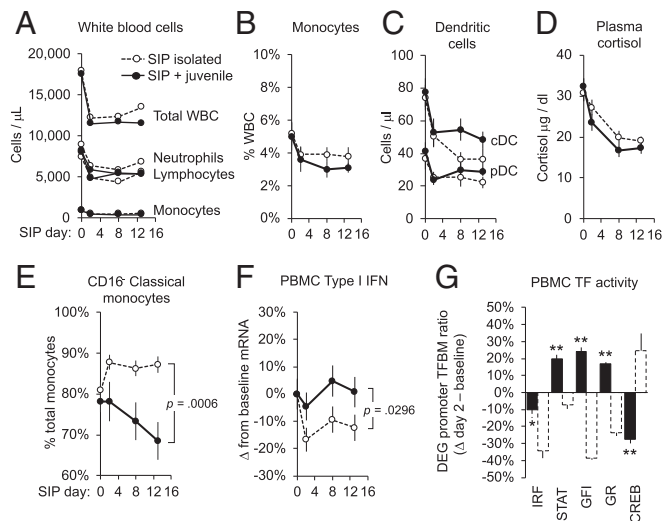 A
White blood cells
20,000
15,000
10,000
5,000
0
Cells / µL
SIP isolated
SIP + juvenile
Total WBC
Neutrophils
Lymphocytes
Monocytes
SIP day: 0 4 8 12 16
B
Monocytes
10%
8%
6%
4%
2%
0%
% WBC
0 4 8 12 16
C
Dendritic
cells
100
80
60
40
20
0
Cells / µl
cDC
pDC
0 4 8 12 16
D
Plasma
cortisol
40
30
20
10
0
Cortisol µg / dl
0 4 8 12 16
E
CD16- Classical
monocytes
100%
90%
80%
70%
60%
% total monocytes
p = .0006
SIP day: 0 4 8 12 16
F
PBMC Type I IFN
30%
20%
10%
0%
-10%
-20%
-30%
Δ from baseline mRNA
p = .0296
0 4 8 12 16
G
PBMC TF activity
50%
40%
30%
20%
10%
0%
-10%
-20%
-30%
-40%
-50%
DEG promoter TFBM ratio
(Δ day 2 – baseline)
*
**
**
**
**
IRF
STAT
GFI
GR
CREB